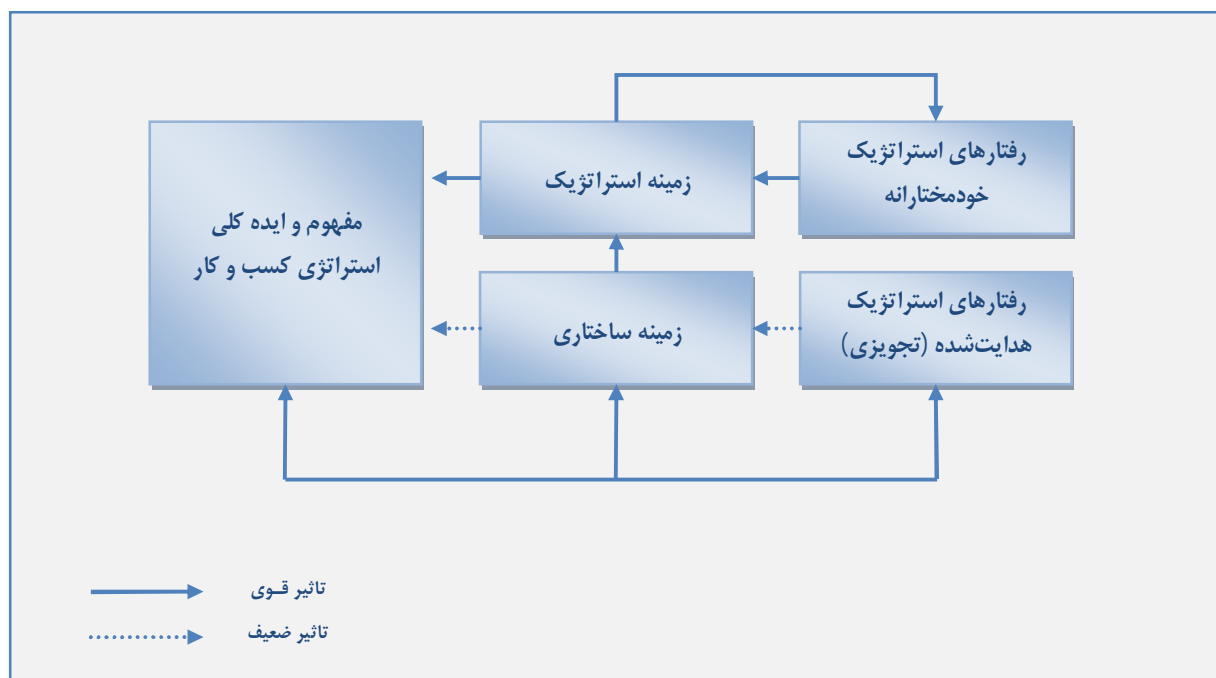 رفتارهای استراتژیک
خودمختارانه
زمینه استراتژیک
مفهوم و ایده کلی
استراتژی کسب و کار
رفتارهای استراتژیک
هدایت‌شده (تجویزی)
زمینه ساختاری
تاثیر قـوی
تاثیر ضعیف